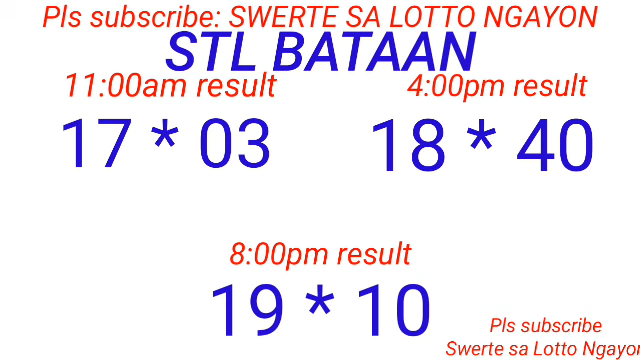 Pls subscribe: SWERTE SA LOTTO NGAYON
STL BATAAN
11:00am result
17 * 03
4:00pm result
18 * 40
8:00pm result
19 * 10
Pls subscribe
Swerte sa Lotto Ngayon